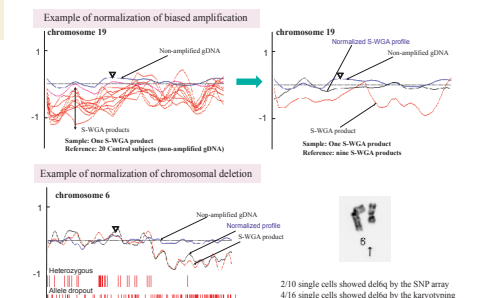 Example of normalization of biased amplification
chromosome 19
Non-amplified gDNA
1
-1
S-WGA products
Sample: One S-WGA product
Reference: 20 Control subjects (non-amplified gDNA)
chromosome 19
Normalized S-WGA profile
Non-amplified gDNA
1
-1
S-WGA product
Sample: One S-WGA product
Reference: nine S-WGA products
Example of normalization of chromosomal deletion
chromosome 6
1
Non-amplified gDNA
Normalized profile
S-WGA product
-1
Heterozygous
Allele dropout
6
2/10 single cells showed del6q by the SNP array
4/16 single cells showed del6q by the karyotyping